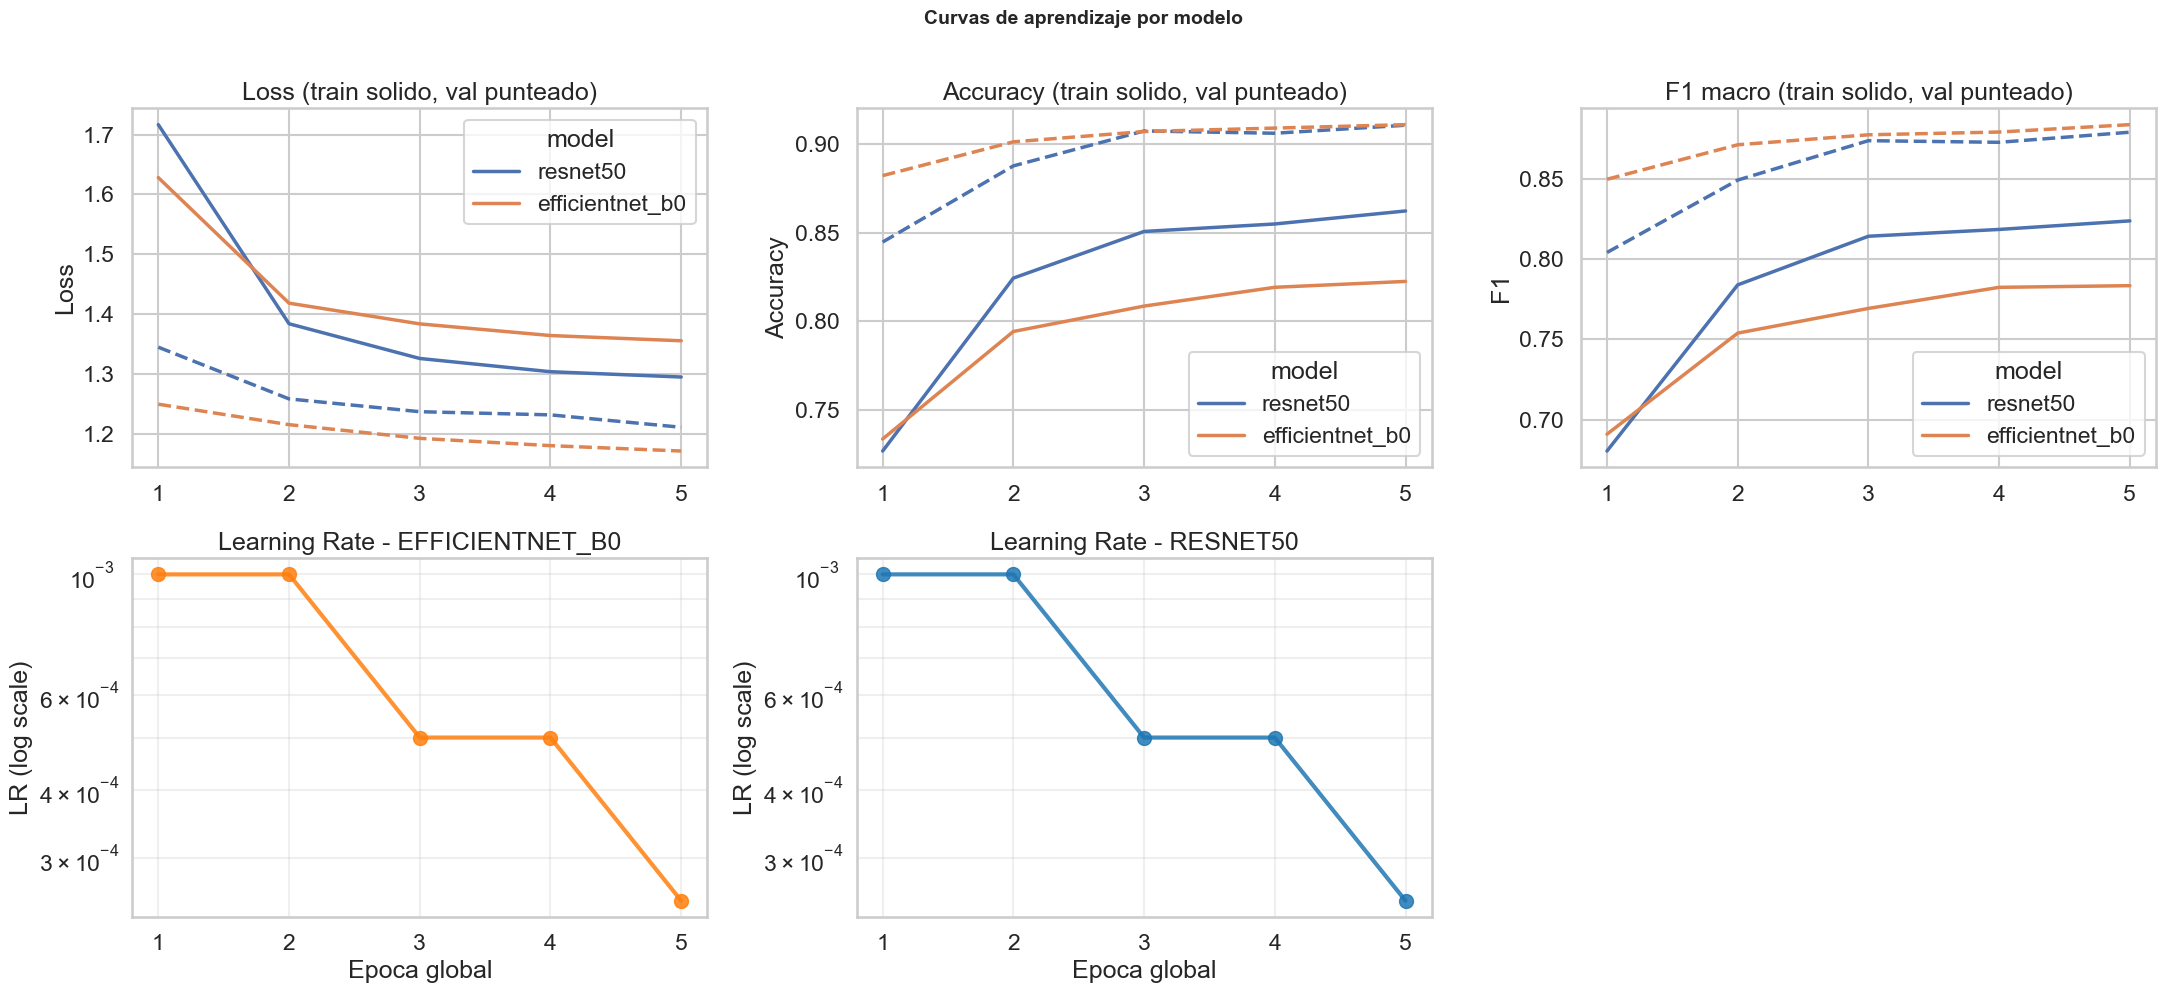 Curvas de aprendizaje por modelo
Loss (train solido, val punteado)
Loss
1.7
1.6
1.5
1.4
1.3
1.2
model
resnet50
efficientnet_b0
1 2 3 4 5
Accuracy (train solido, val punteado)
Accuracy
0.90
0.85
0.80
0.75
model
resnet50
efficientnet_b0
1 2 3 4 5
F1 macro (train solido, val punteado)
F1
0.85
0.80
0.75
0.70
model
resnet50
efficientnet_b0
1 2 3 4 5
Learning Rate - EFFICIENTNET_B0
LR (log scale)
10⁻³
6 × 10⁻⁴
4 × 10⁻⁴
3 × 10⁻⁴
1 2 3 4 5
Epoca global
Learning Rate - RESNET50
LR (log scale)
10⁻³
6 × 10⁻⁴
4 × 10⁻⁴
3 × 10⁻⁴
1 2 3 4 5
Epoca global